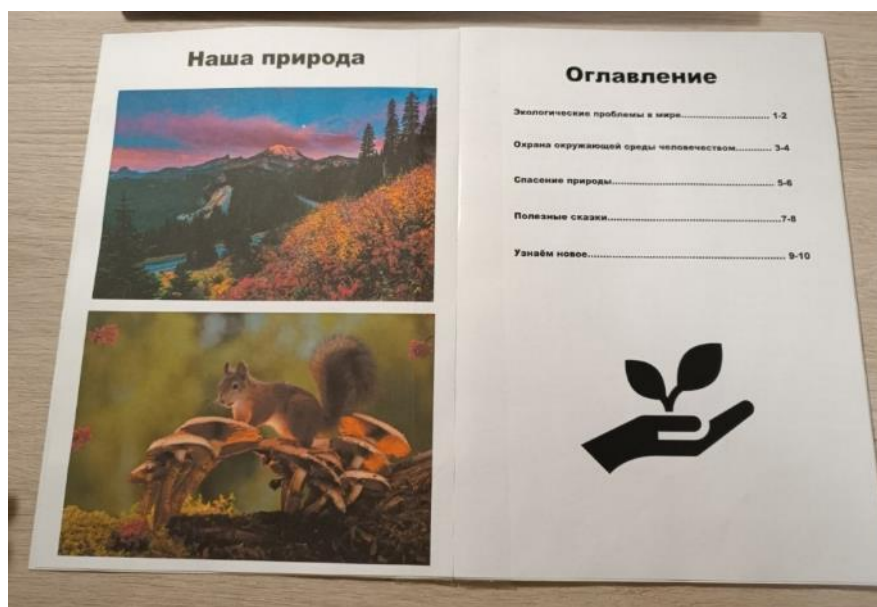 Наша природа
Оглавление
Экологические проблемы в мире.............................. 1-2
Охрана окружающей среды человечеством............ 3-4
Спасение природы...................................................... 5-6
Полезные сказки..........................................................7-8
Узнаём новое................................................................. 9-10